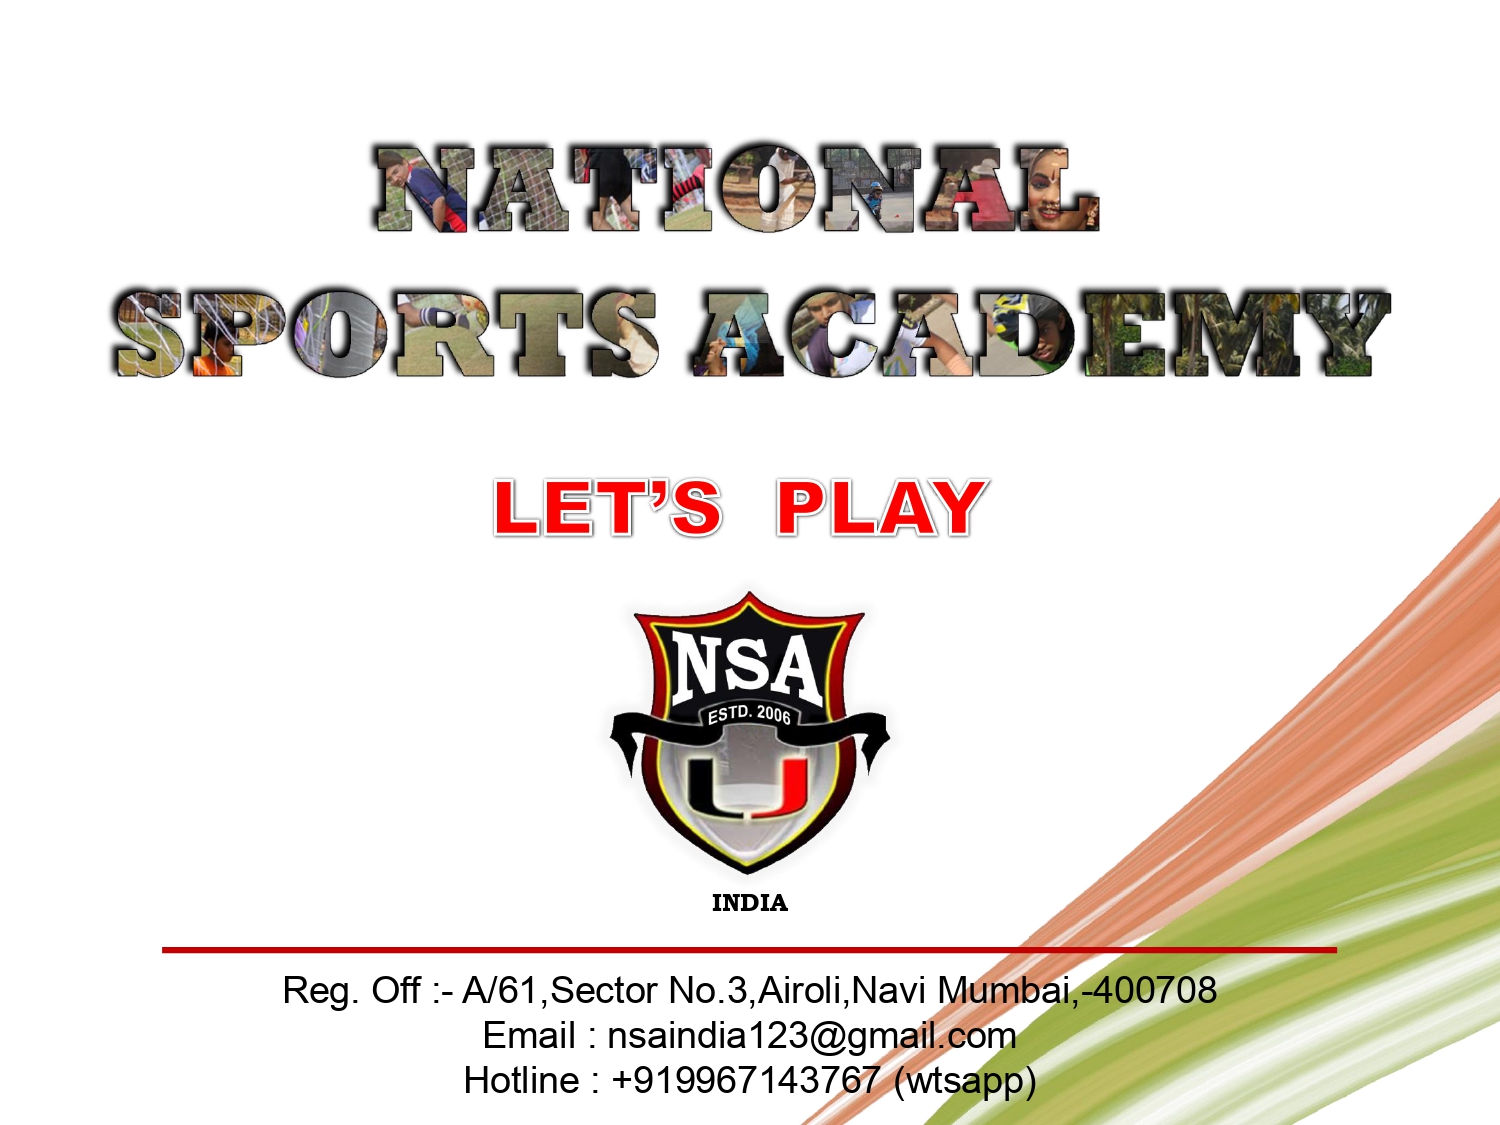 NATIONAL
SPORTS ACADEMY
LET’S PLAY
NSA
ESTD. 2006
U
INDIA
Reg. Off :- A/61,Sector No.3,Airoli,Navi Mumbai,-400708
Email : nsaindia123@gmail.com
Hotline : +919967143767 (wtsapp)